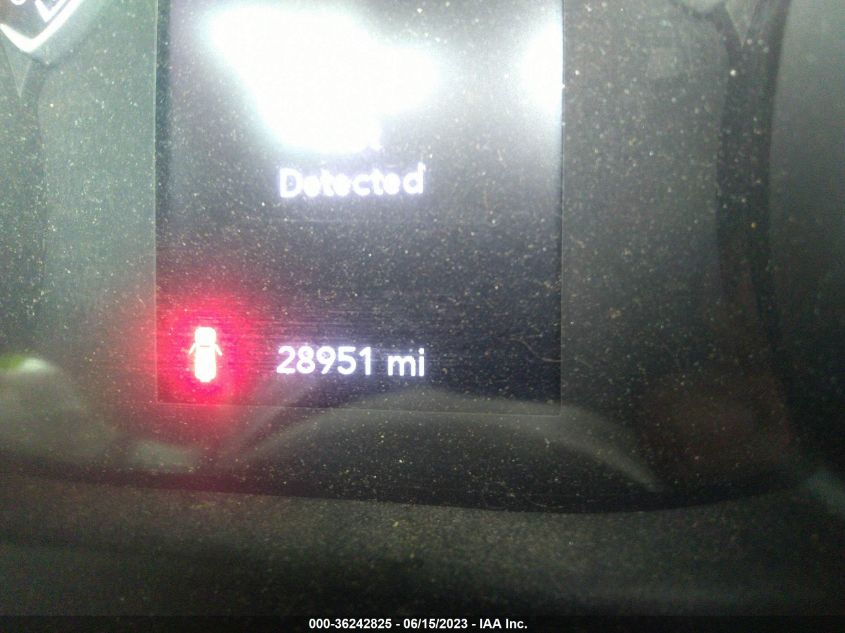 Detected
28951 mi
000-36242825 - 06/15/2023 - IAA Inc.